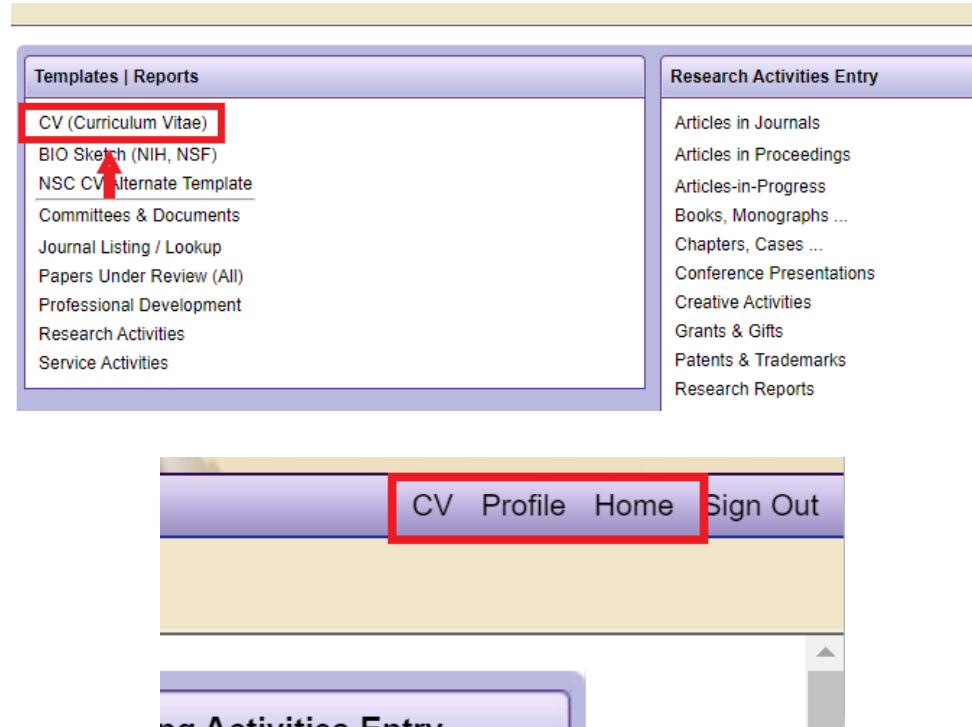 Templates | Reports
CV (Curriculum Vitae)
BIO Sketch (NIH, NSF)
NSC CV Alternate Template
Committees & Documents
Journal Listing / Lookup
Papers Under Review (All)
Professional Development
Research Activities
Service Activities
Research Activities Entry
Articles in Journals
Articles in Proceedings
Articles-in-Progress
Books, Monographs ...
Chapters, Cases ...
Conference Presentations
Creative Activities
Grants & Gifts
Patents & Trademarks
Research Reports
CV Profile Home Sign Out
ng Activities Entry